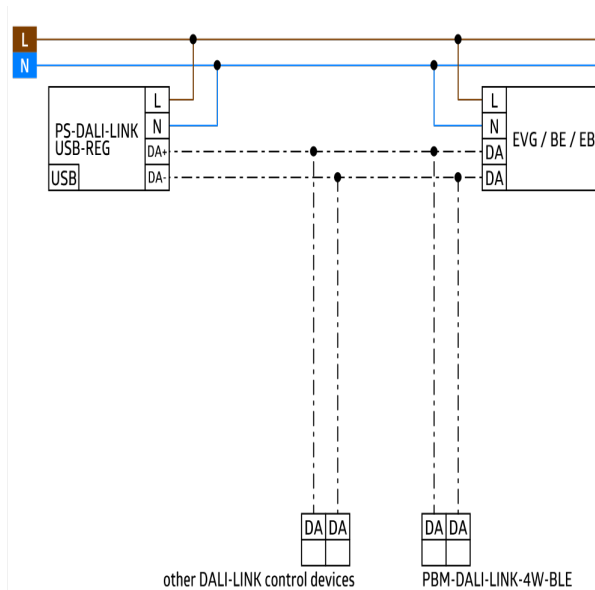 L
N
PS-DALI-LINK
USB-REG
USB
L
N
DA+
DA-
L
N
DA
DA
EVG / BE / EB
DA DA
other DALI-LINK control devices
DA DA
PBM-DALI-LINK-4W-BLE